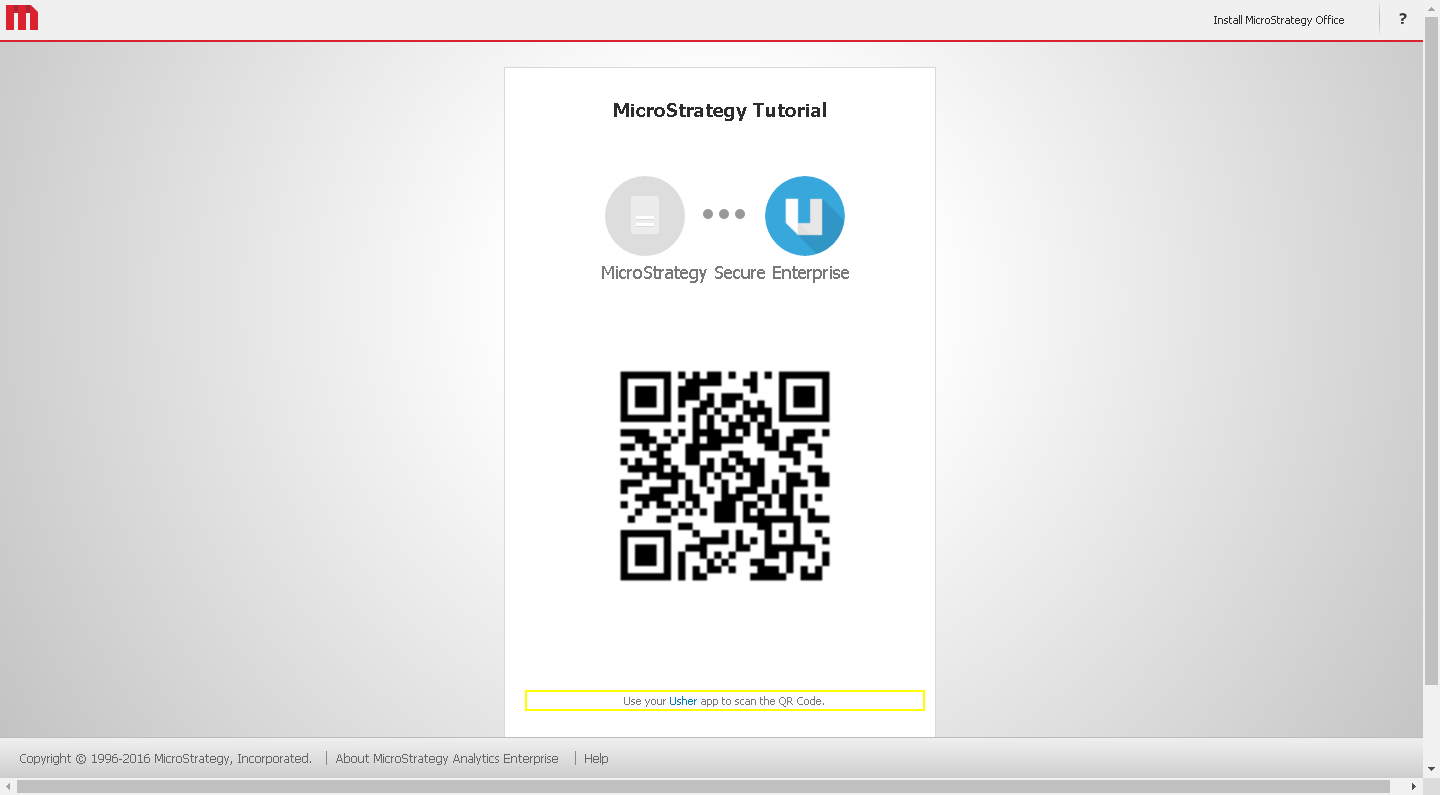 Install MicroStrategy Office
?
MicroStrategy Tutorial
MicroStrategy Secure Enterprise
Use your Usher app to scan the QR Code.
Copyright © 1996-2016 MicroStrategy, Incorporated.
About MicroStrategy Analytics Enterprise
Help